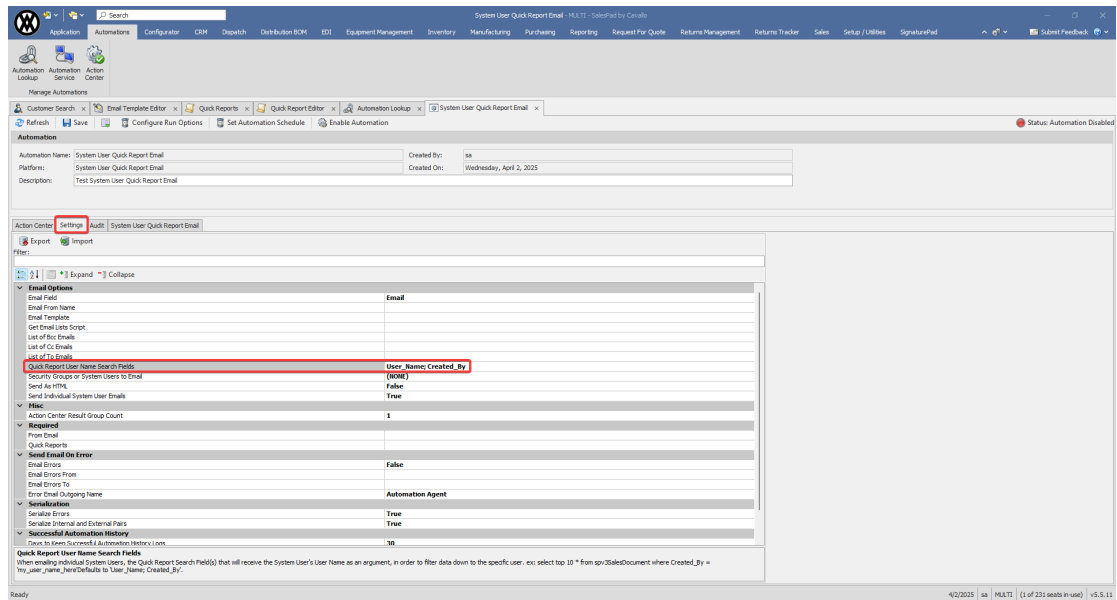 Search
System User Quick Report Email - MULTI - SalesPad by Cavallo
Application Automations Configurator CRM Dispatch Distribution BOM EDI Equipment Management Inventory Manufacturing Purchasing Reporting Request For Quote Returns Management Returns Tracker Sales Setup / Utilities SignaturePad Submit Feedback
Automation Lookup
Automation Service
Action Center
Manage Automations
Customer Search Email Template Editor Quick Reports Quick Report Editor Automation Lookup System User Quick Report Email
Refresh Save Configure Run Options Set Automation Schedule Enable Automation Status: Automation Disabled
Automation
Automation Name: System User Quick Report Email Created By: sa
Platform: System User Quick Report Email Created On: Wednesday, April 2, 2025
Description: Test System User Quick Report Email
Action Center Settings Audit System User Quick Report Email
Export Import
Filter:
Expand Collapse
Email Options
Email Field Email
Email From Name
Email Template
Get Email Lists Script
List of Bcc Emails
List of Cc Emails
List of To Emails
Quick Report User Name Search Fields User_Name; Created_By
Security Groups or System Users to Email (NONE)
Send As HTML False
Send Individual System User Emails True
Misc
Action Center Result Group Count 1
Required
From Email
Quick Reports
Send Email On Error
Email Errors False
Email Errors From
Email Errors To
Error Email Outgoing Name Automation Agent
Serialization
Serialize Errors True
Serialize Internal and External Pairs True
Successful Automation History
Days to Keep Successful Automation History Logs 30
Quick Report User Name Search Fields
When emailing individual System Users, the Quick Report Search Field(s) that will receive the System User's User Name as an argument, in order to filter data down to the specific user. ex: select top 10 * from spv3SalesDocument where Created_By =
'my_user_name_here'Defaults to 'User_Name; Created_By'.
Ready 4/2/2025 sa MULTI (1 of 231 seats in-use) v5.5.11